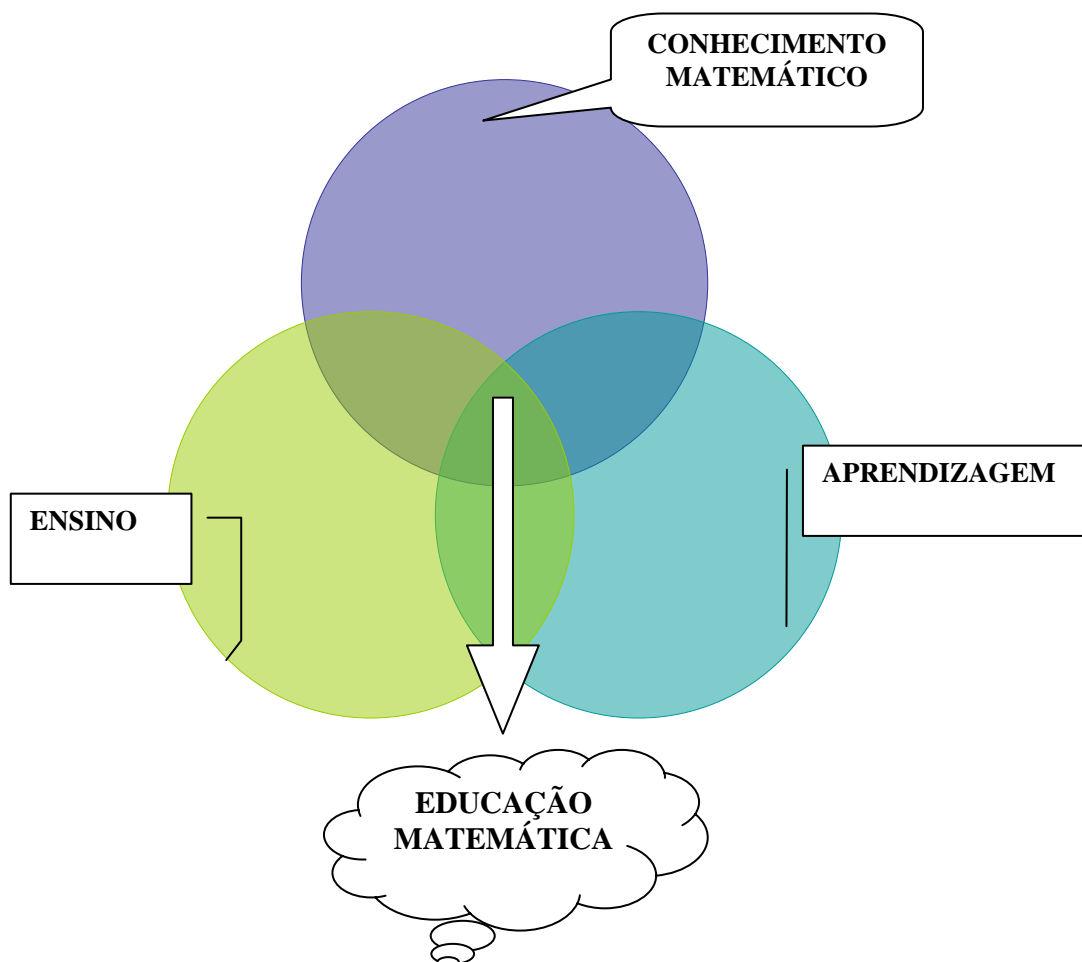 CONHECIMENTO
MATEMÁTICO
APRENDIZAGEM
ENSINO
EDUCAÇÃO
MATEMÁTICA